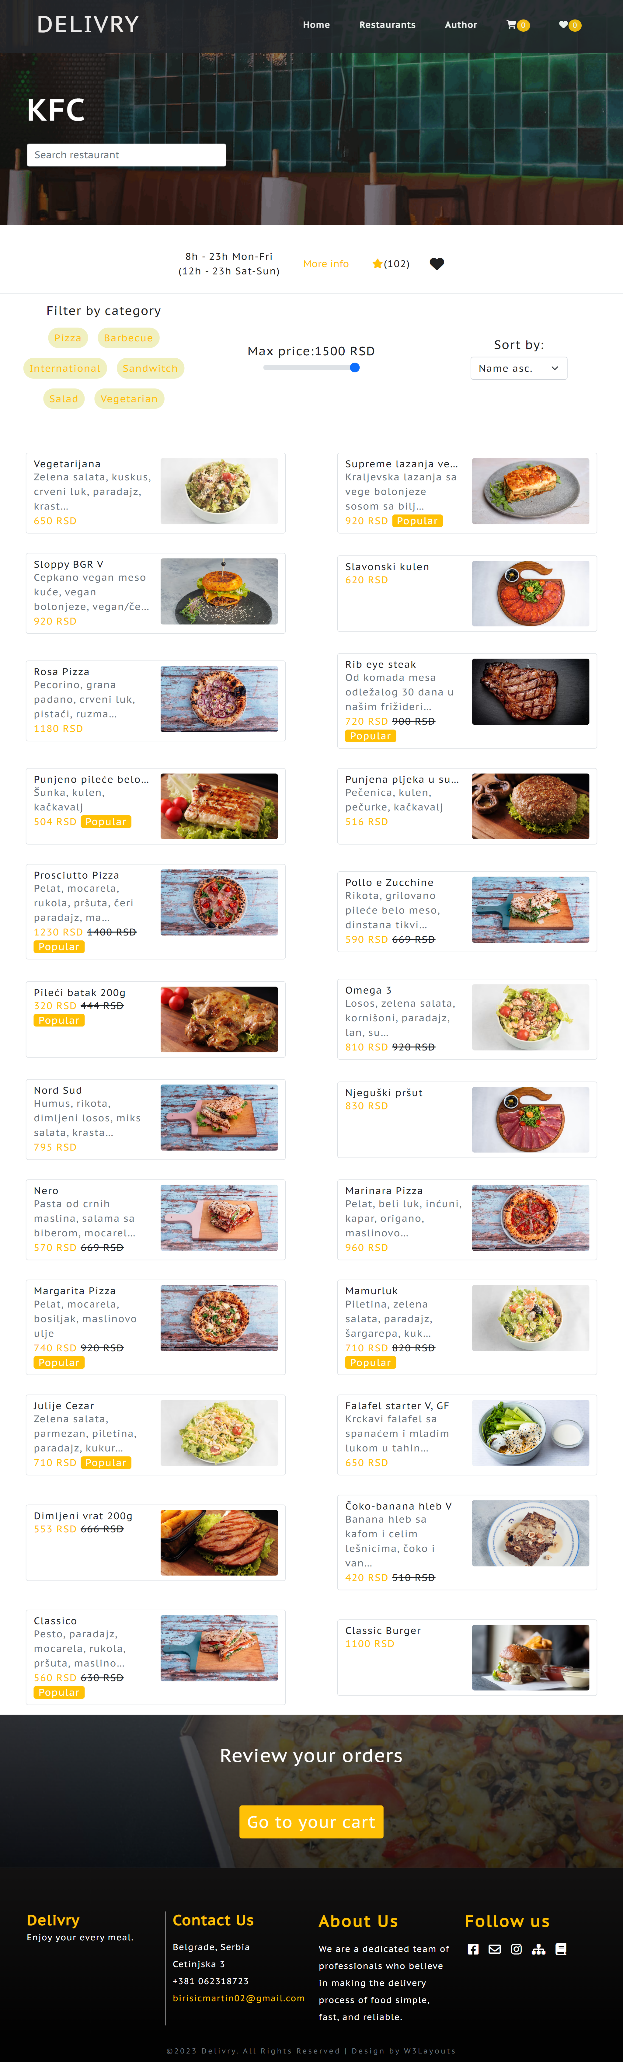 DELIVRY
Home
Restaurants
Author
0
0
KFC
Search restaurant
8h - 23h Mon-Fri
(12h - 23h Sat-Sun)
More info
(102)
Filter by category
Pizza
Barbecue
International
Sandwitch
Salad
Vegetarian
Max price:1500 RSD
Sort by:
Name asc.
Vegetarijana
Zelena salata, kuskus,
crveni luk, paradajz,
krast...
650 RSD
Supreme lazanja ve...
Kraljevska lazanja sa
vege bolonjeze
sosom sa bilj...
920 RSD Popular
Sloppy BGR V
Cepkano vegan meso
kuće, vegan
bolonjeze, vegan/če...
920 RSD
Slavonski kulen
620 RSD
Rosa Pizza
Pecorino, grana
padano, crveni luk,
pistaći, ruzma...
1180 RSD
Rib eye steak
Od komada mesa
odležalog 30 dana u
našim frižideri...
720 RSD 900 RSD
Popular
Punjeno pileće belo...
Šunka, kulen,
kačkavalj
504 RSD Popular
Punjena pljeka u su...
Pečenica, kulen,
pečurke, kačkavalj
516 RSD
Prosciutto Pizza
Pelat, mocarela,
rukola, pršuta, čeri
paradajz, ma...
1230 RSD 1400 RSD
Popular
Pollo e Zucchine
Rikota, grilovano
pileće belo meso,
dinstana tikvi...
590 RSD 669 RSD
Pileći batak 200g
320 RSD 444 RSD
Popular
Omega 3
Losos, zelena salata,
kornišoni, paradajz,
lan, su...
810 RSD 920 RSD
Nord Sud
Humus, rikota,
dimljeni losos, miks
salata, krasta...
795 RSD
Njeguški pršut
830 RSD
Nero
Pasta od crnih
maslina, salama sa
biberom, mocarel...
570 RSD 669 RSD
Marinara Pizza
Pelat, beli luk, inćuni,
kapar, origano,
maslinovo...
960 RSD
Margarita Pizza
Pelat, mocarela,
bosiljak, maslinovo
ulje
740 RSD 920 RSD
Popular
Mamurluk
Piletina, zelena
salata, paradajz,
šargarepa, kuk...
710 RSD 820 RSD
Popular
Julije Cezar
Zelena salata,
parmezan, piletina,
paradajz, kukur...
710 RSD Popular
Falafel starter V, GF
Krckavi falafel sa
spanaćem i mladim
lukom u tahin...
650 RSD
Dimljeni vrat 200g
553 RSD 666 RSD
Čoko-banana hleb V
Banana hleb sa
kafom i celim
lešnicima, čoko i
van...
420 RSD 510 RSD
Classico
Pesto, paradajz,
mocarela, rukola,
pršuta, maslino...
560 RSD 630 RSD
Popular
Classic Burger
1100 RSD
Review your orders
Go to your cart
Delivry
Enjoy your every meal.
Contact Us
Belgrade, Serbia
Cetinjska 3
+381 062318723
birisicmartin02@gmail.com
About Us
We are a dedicated team of
professionals who believe
in making the delivery
process of food simple,
fast, and reliable.
Follow us
©2023 Delivry. All Rights Reserved | Design by W3Layouts